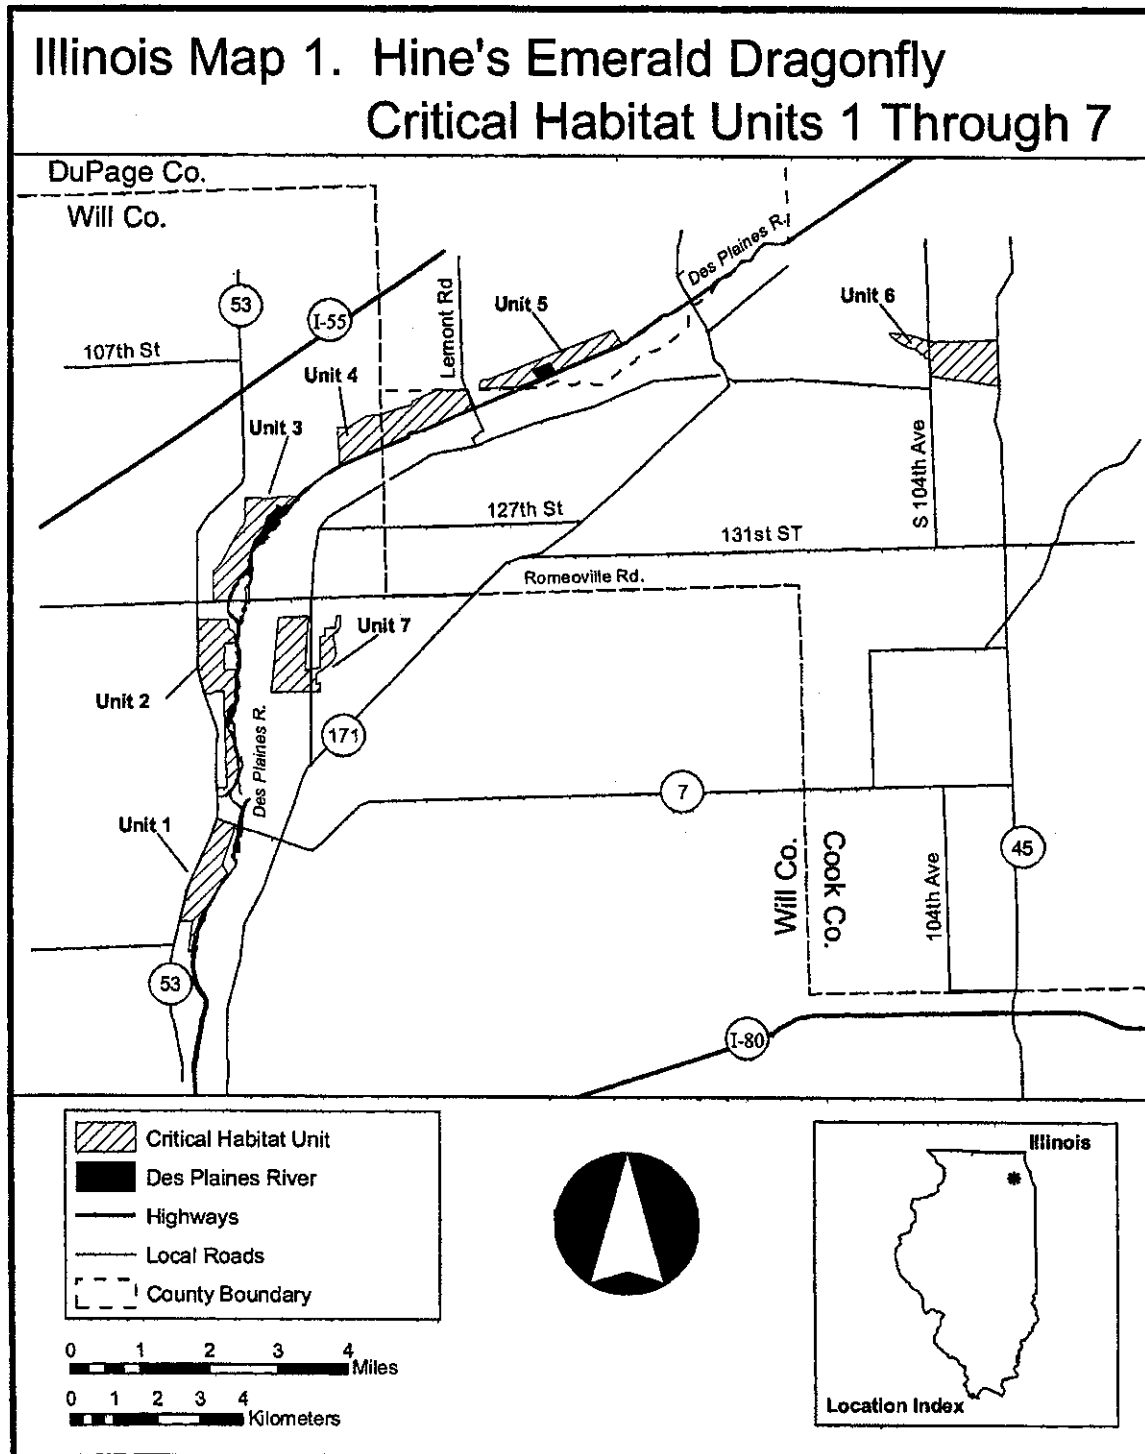 Illinois Map 1. Hine's Emerald Dragonfly
Critical Habitat Units 1 Through 7
DuPage Co.
Will Co.
Des Plaines R.
53
I-55
Lemont Rd
Unit 5
Unit 6
107th St
Unit 4
Unit 3
S 104th Ave
127th St
131st ST
Romeoville Rd.
Unit 7
Unit 2
Des Plaines R.
171
7
Unit 1
Will Co.
Cook Co.
45
104th Ave
53
I-80
Critical Habitat Unit
Des Plaines River
Highways
Local Roads
County Boundary
0 1 2 3 4
Miles
0 1 2 3 4
Kilometers
Illinois
*
Location Index